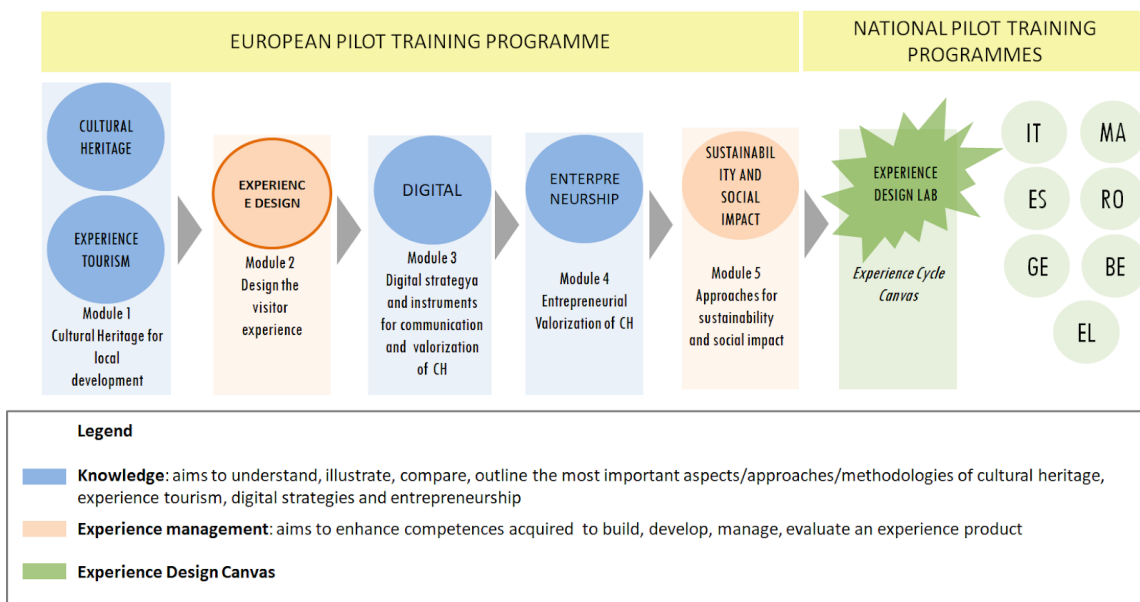 EUROPEAN PILOT TRAINING PROGRAMME
NATIONAL PILOT TRAINING
PROGRAMMES
CULTURAL
HERITAGE
EXPERIENCE
TOURISM
Module 1
Cultural Heritage for
local
development
EXPERIENC
E DESIGN
Module 2
Design the
visitor
experience
DIGITAL
Module 3
Digital strategya
and instruments
for communication
and valorization
of CH
ENTERPRE
NEURSHIP
Module 4
Entrepreneurial
Valorization of CH
SUSTAINABIL
ITY AND
SOCIAL
IMPACT
Module 5
Approaches for
sustainability
and social impact
EXPERIENCE
DESIGN LAB
Experience Cycle
Canvas
IT
MA
ES
RO
GE
BE
EL
Legend
Knowledge: aims to understand, illustrate, compare, outline the most important aspects/approaches/methodologies of cultural heritage,
experience tourism, digital strategies and entrepreneurship
Experience management: aims to enhance competences acquired to build, develop, manage, evaluate an experience product
Experience Design Canvas